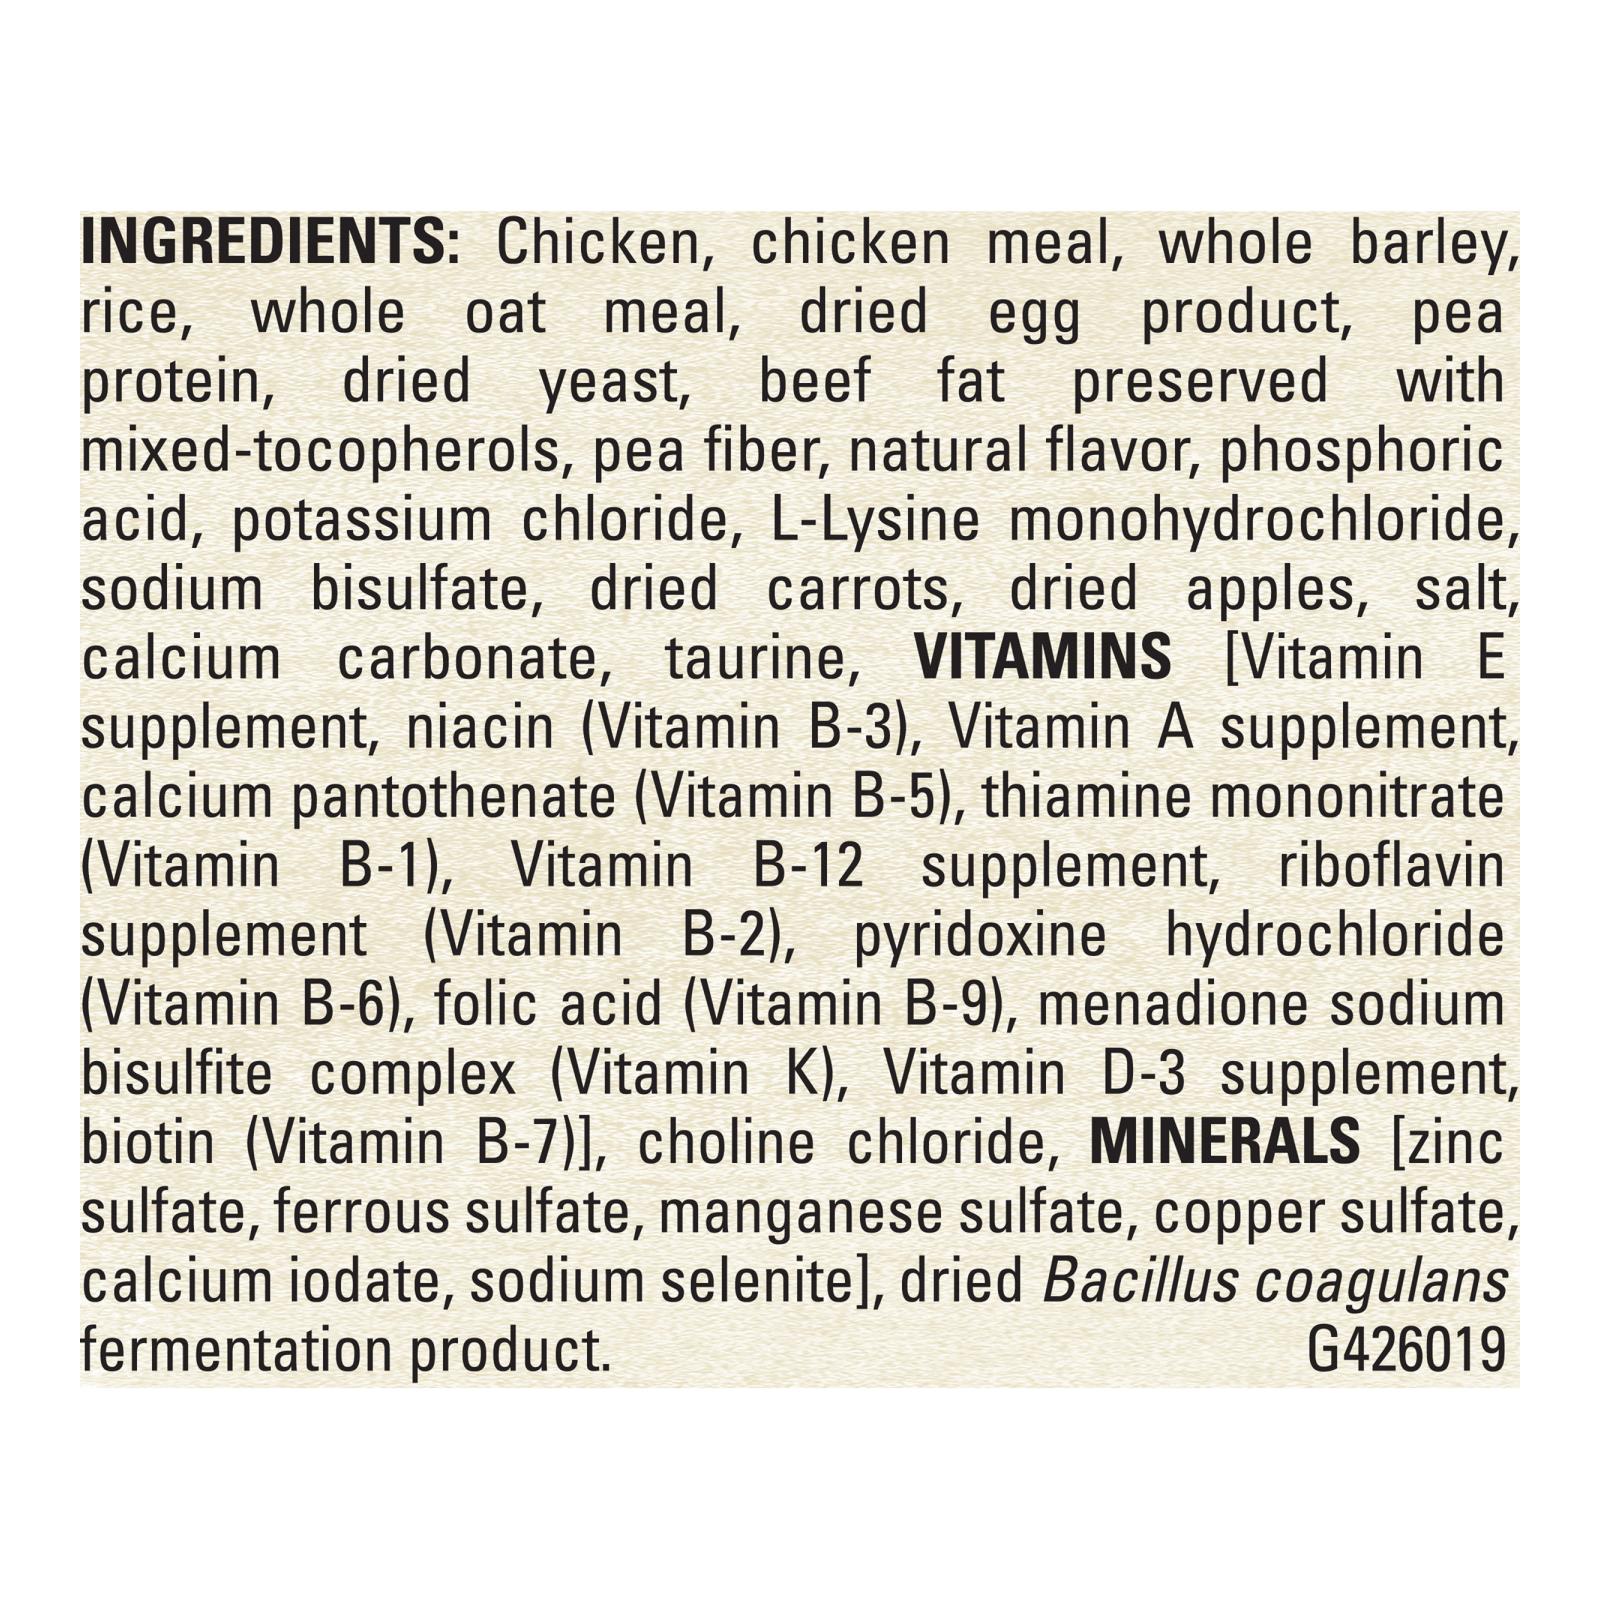 INGREDIENTS: Chicken, chicken meal, whole barley,
rice, whole oat meal, dried egg product, pea
protein, dried yeast, beef fat preserved with
mixed-tocopherols, pea fiber, natural flavor, phosphoric
acid, potassium chloride, L-Lysine monohydrochloride,
sodium bisulfate, dried carrots, dried apples, salt,
calcium carbonate, taurine, VITAMINS [Vitamin E
supplement, niacin (Vitamin B-3), Vitamin A supplement,
calcium pantothenate (Vitamin B-5), thiamine mononitrate
(Vitamin B-1), Vitamin B-12 supplement, riboflavin
supplement (Vitamin B-2), pyridoxine hydrochloride
(Vitamin B-6), folic acid (Vitamin B-9), menadione sodium
bisulfite complex (Vitamin K), Vitamin D-3 supplement,
biotin (Vitamin B-7)], choline chloride, MINERALS [zinc
sulfate, ferrous sulfate, manganese sulfate, copper sulfate,
calcium iodate, sodium selenite], dried Bacillus coagulans
fermentation product. G426019